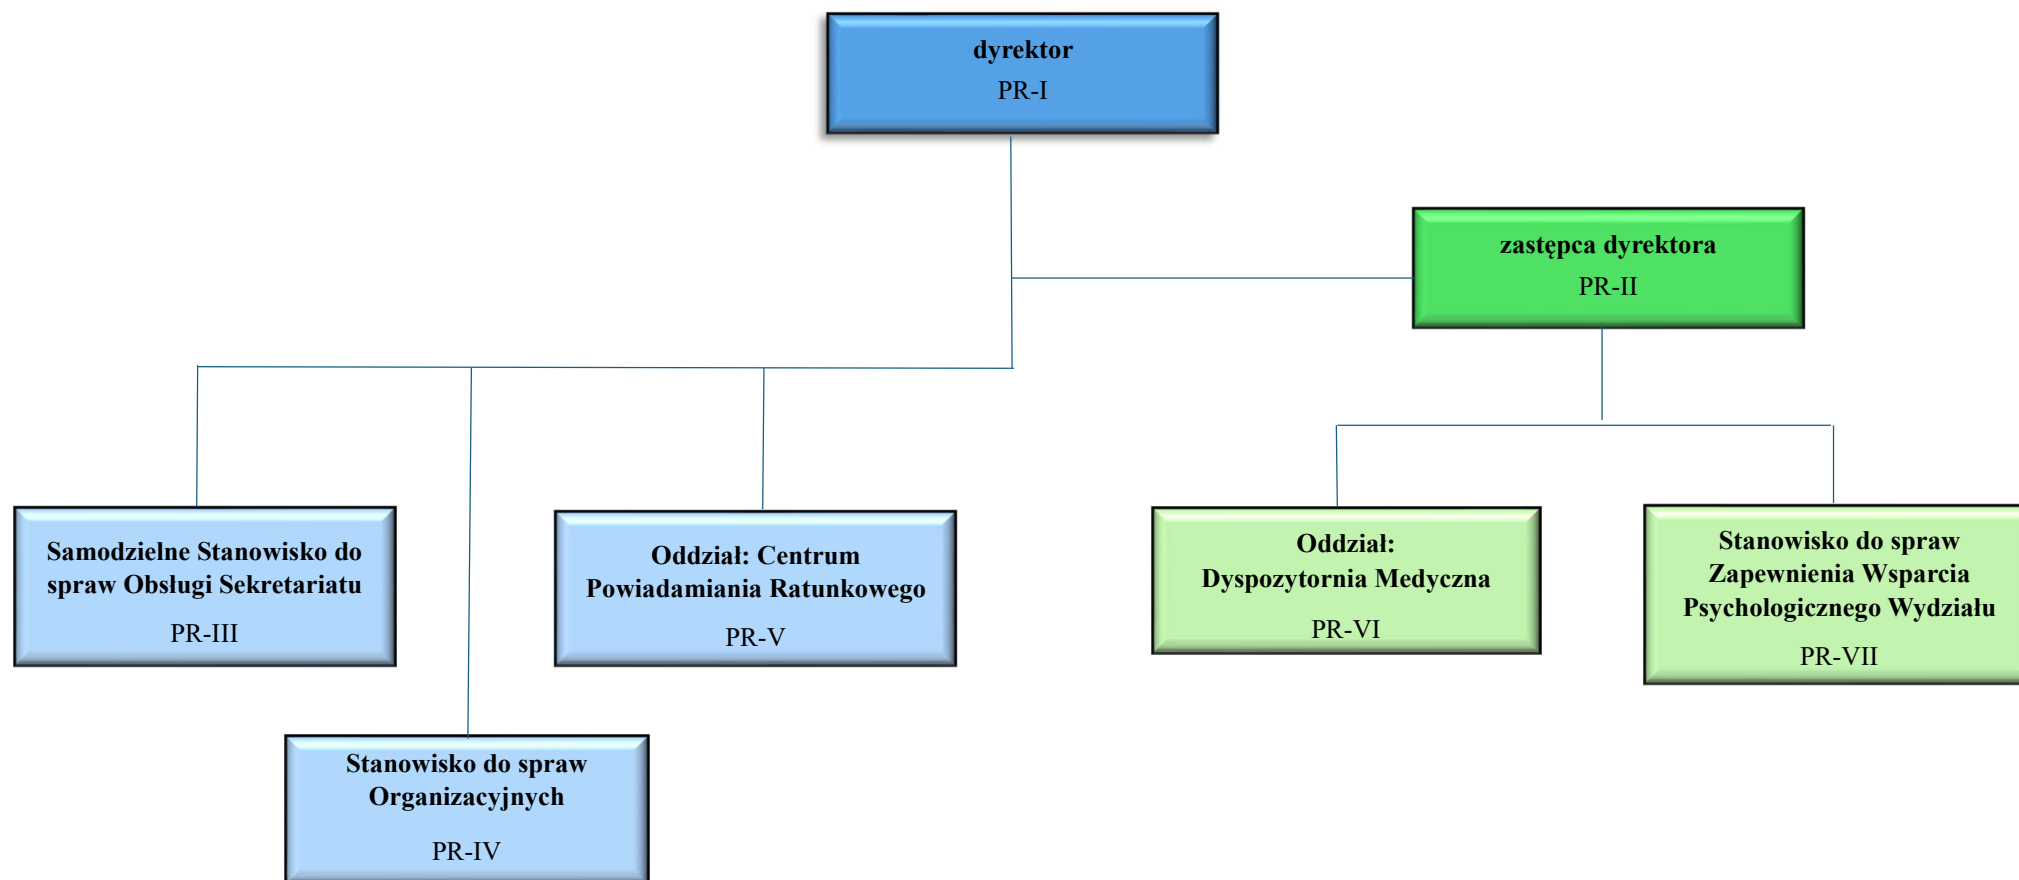 dyrektor
PR-I
zastępca dyrektora
PR-II
Samodzielne Stanowisko do
spraw Obsługi Sekretariatu
PR-III
Stanowisko do spraw
Organizacyjnych
PR-IV
Oddział: Centrum
Powiadamiania Ratunkowego
PR-V
Oddział:
Dyspozytornia Medyczna
PR-VI
Stanowisko do spraw
Zapewnienia Wsparcia
Psychologicznego Wydziału
PR-VII